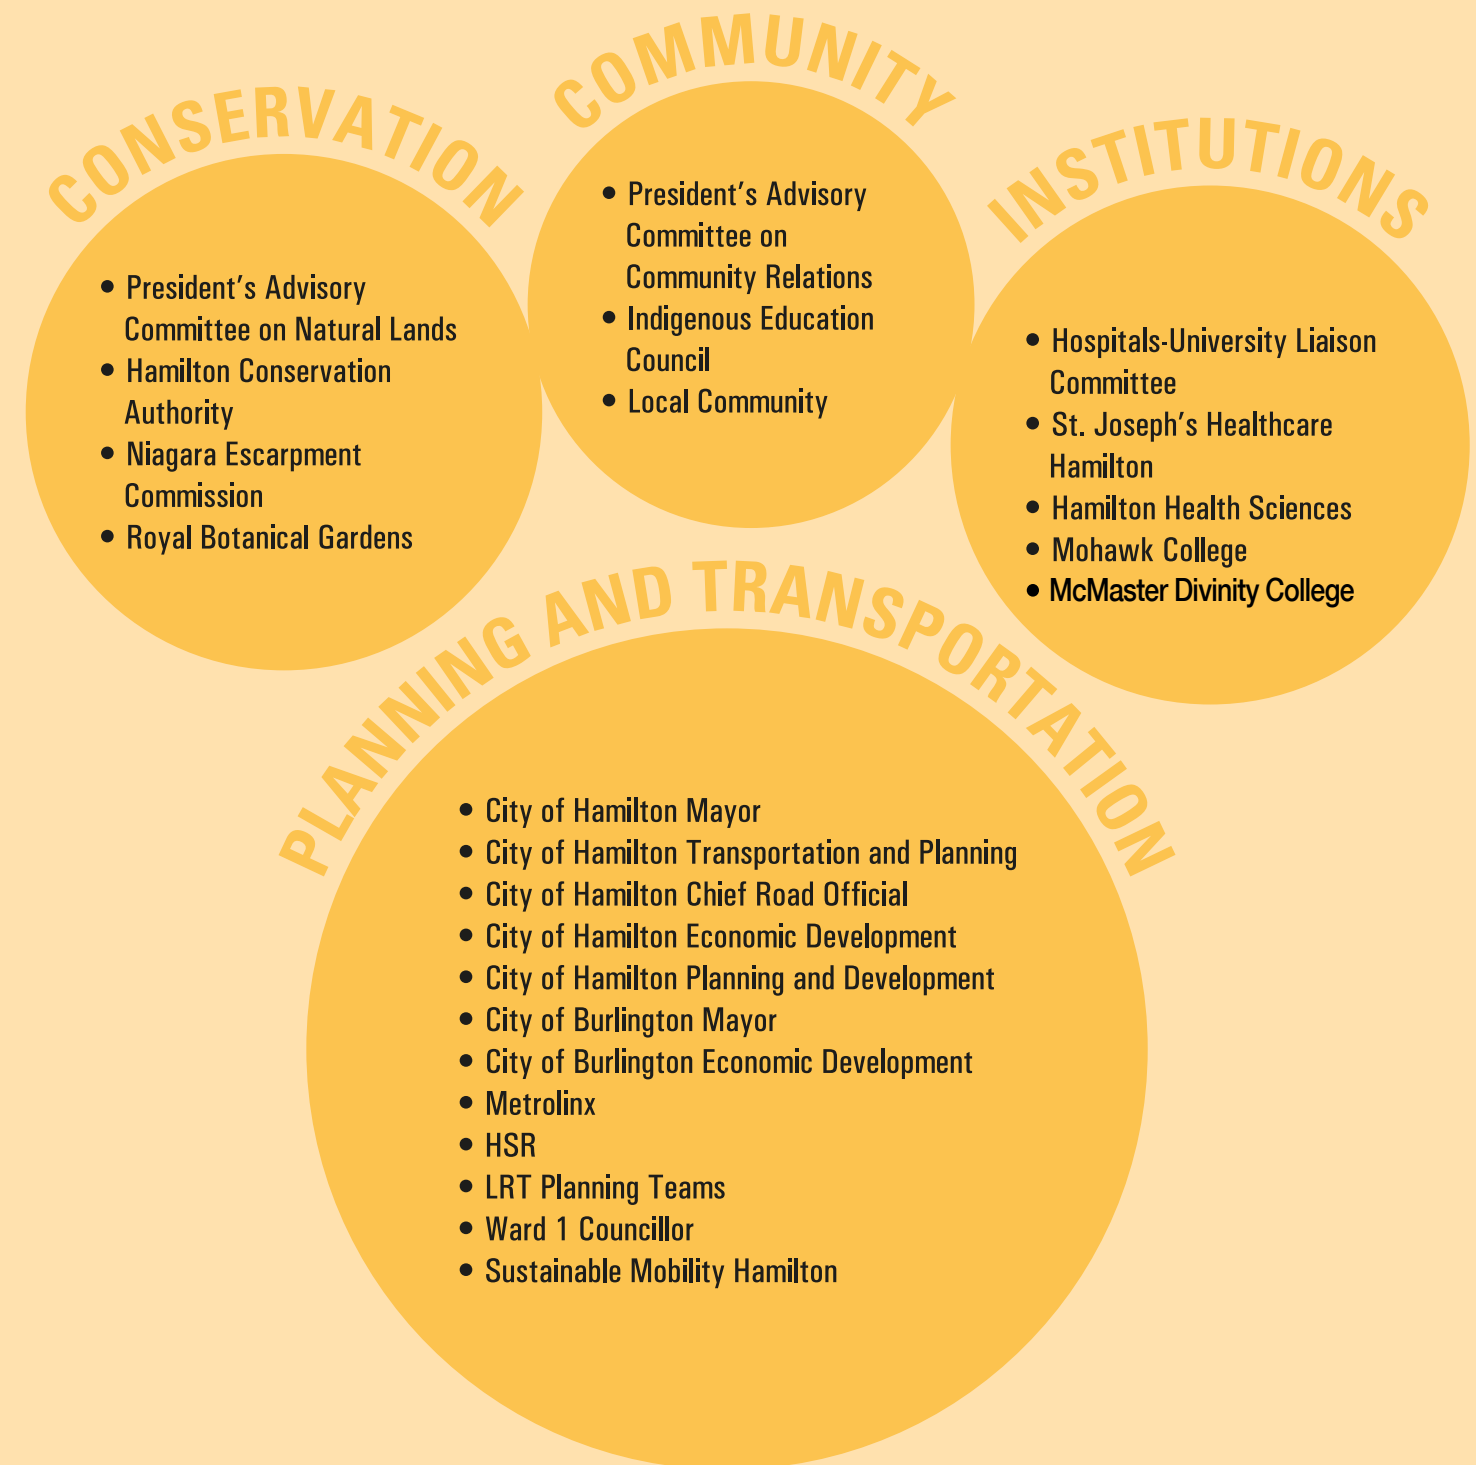 CONSERVATION
• President’s Advisory
Committee on Natural Lands
• Hamilton Conservation
Authority
• Niagara Escarpment
Commission
• Royal Botanical Gardens
COMMUNITY
• President’s Advisory
Committee on
Community Relations
• Indigenous Education
Council
• Local Community
INSTITUTIONS
• Hospitals-University Liaison
Committee
• St. Joseph’s Healthcare
Hamilton
• Hamilton Health Sciences
• Mohawk College
• McMaster Divinity College
PLANNING AND TRANSPORTATION
• City of Hamilton Mayor
• City of Hamilton Transportation and Planning
• City of Hamilton Chief Road Official
• City of Hamilton Economic Development
• City of Hamilton Planning and Development
• City of Burlington Mayor
• City of Burlington Economic Development
• Metrolinx
• HSR
• LRT Planning Teams
• Ward 1 Councillor
• Sustainable Mobility Hamilton